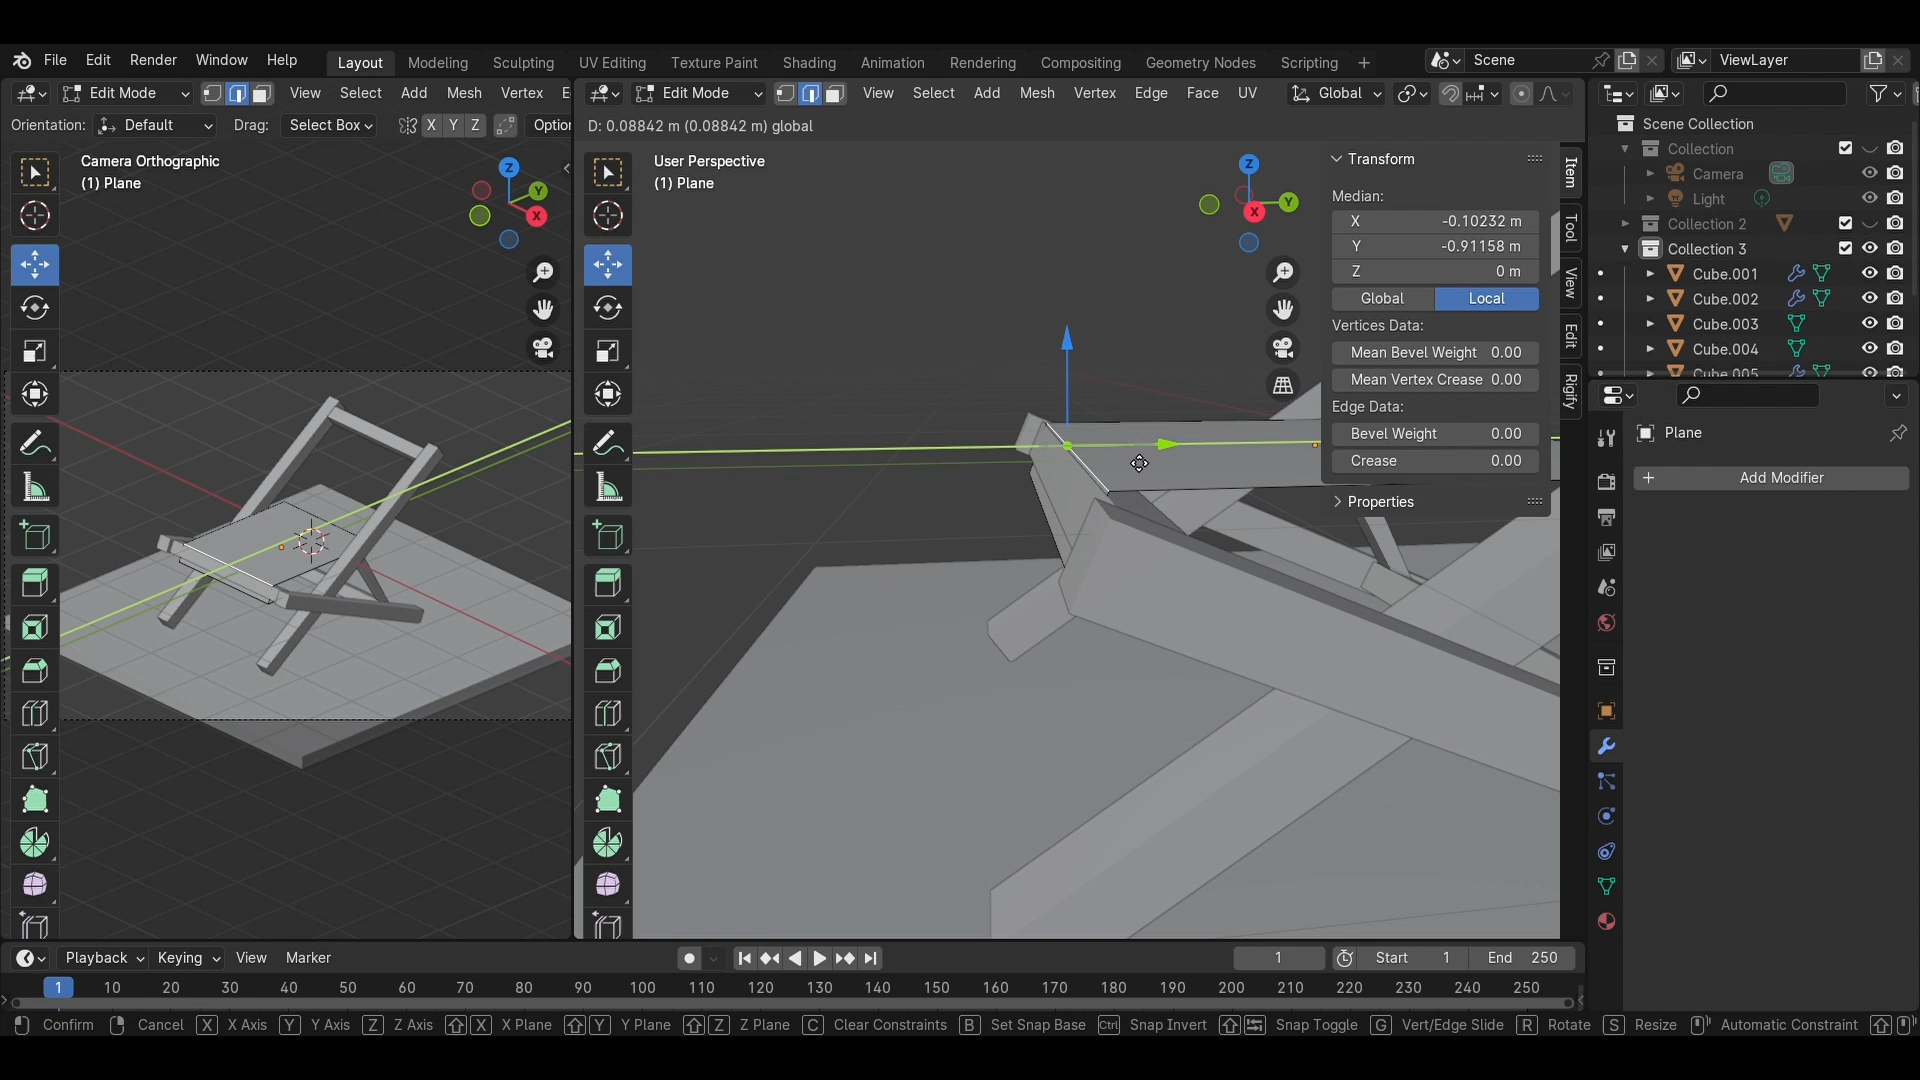 File Edit Render Window Help Layout Modeling Sculpting UV Editing Texture Paint Shading Animation Rendering Compositing Geometry Nodes Scripting + Scene ViewLayer
Edit Mode View Select Add Mesh Vertex E
Edit Mode View Select Add Mesh Vertex Edge Face UV Global
Orientation: Default Drag: Select Box X Y Z Optio
D: 0.08842 m (0.08842 m) global
Camera Orthographic
(1) Plane
Z
Y
X
User Perspective
(1) Plane
Z
Y
X
Transform
Median:
X -0.10232 m
Y -0.91158 m
Z 0 m
Global Local
Vertices Data:
Mean Bevel Weight 0.00
Mean Vertex Crease 0.00
Edge Data:
Bevel Weight 0.00
Crease 0.00
Properties
Item
Tool
View
Edit
Rigify
Scene Collection
Collection
Camera
Light
Collection 2
Collection 3
Cube.001
Cube.002
Cube.003
Cube.004
Cube.005
Plane
+ Add Modifier
Playback Keying View Marker 1 Start 1 End 250
1 10 20 30 40 50 60 70 80 90 100 110 120 130 140 150 160 170 180 190 200 210 220 230 240 250
Confirm Cancel X X Axis Y Y Axis Z Z Axis X X Plane Y Y Plane Z Z Plane C Clear Constraints B Set Snap Base Ctrl Snap Invert Snap Toggle G Vert/Edge Slide R Rotate S Resize Automatic Constraint